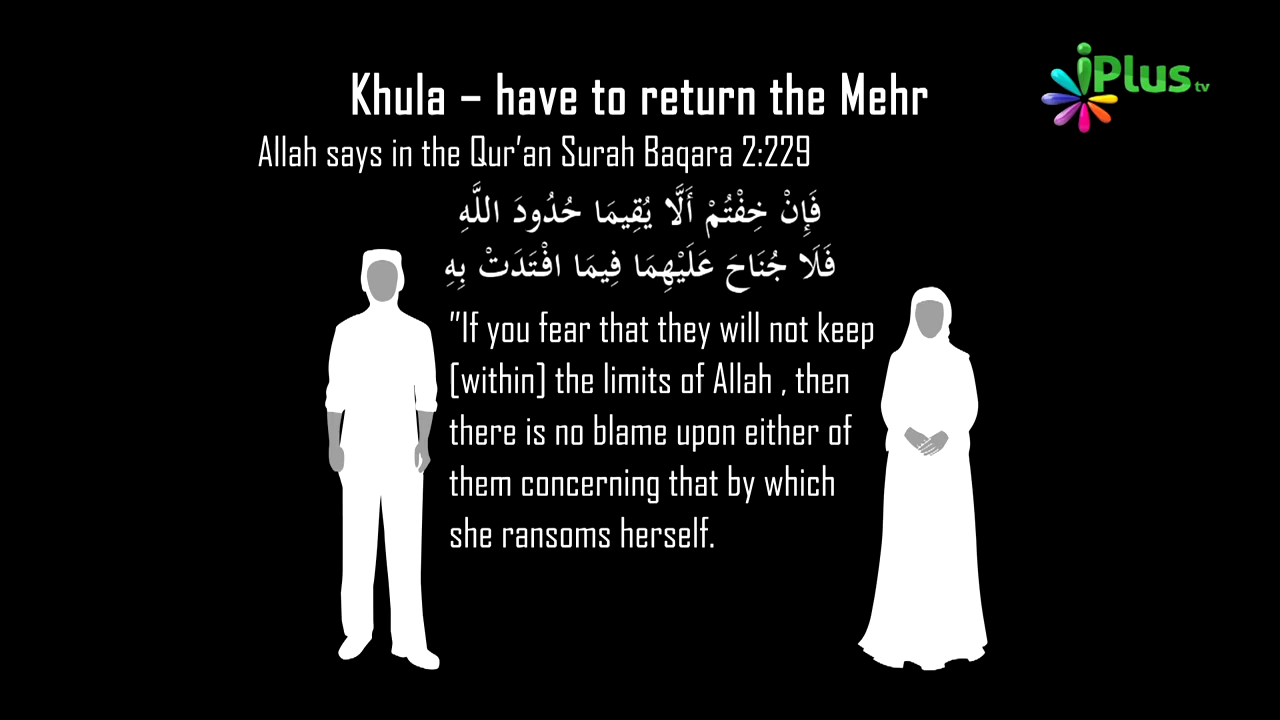 iPlus tv
Khula – have to return the Mehr
Allah says in the Qur'an Surah Baqara 2:229
فَإِنْ خِفْتُمْ أَلَّا يُقِيمَا حُدُودَ اللَّهِ
فَلَا جُنَاحَ عَلَيْهِمَا فِيمَا افْتَدَتْ بِهِ
"If you fear that they will not keep
[within] the limits of Allah , then
there is no blame upon either of
them concerning that by which
she ransoms herself.